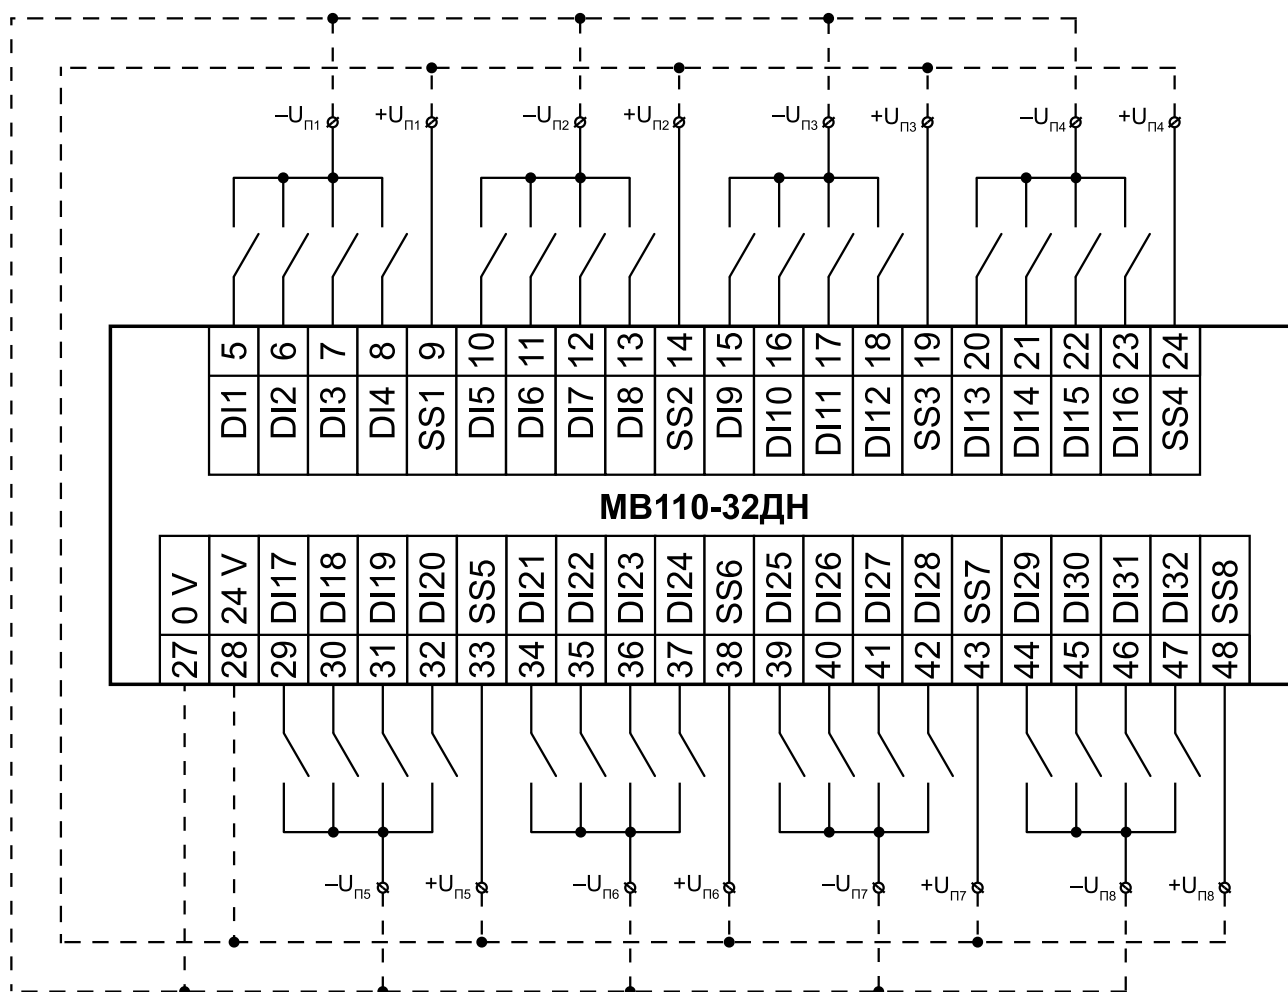 –UП1 +UП1 –UП2 +UП2 –UП3 +UП3 –UП4 +UП4
5 6 7 8 9 10 11 12 13 14 15 16 17 18 19 20 21 22 23 24
DI1 DI2 DI3 DI4 SS1 DI5 DI6 DI7 DI8 SS2 DI9 DI10 DI11 DI12 SS3 DI13 DI14 DI15 DI16 SS4
МВ110-32ДН
0 V 24 V DI17 DI18 DI19 DI20 SS5 DI21 DI22 DI23 DI24 SS6 DI25 DI26 DI27 DI28 SS7 DI29 DI30 DI31 DI32 SS8
27 28 29 30 31 32 33 34 35 36 37 38 39 40 41 42 43 44 45 46 47 48
–UП5 +UП5 –UП6 +UП6 –UП7 +UП7 –UП8 +UП8